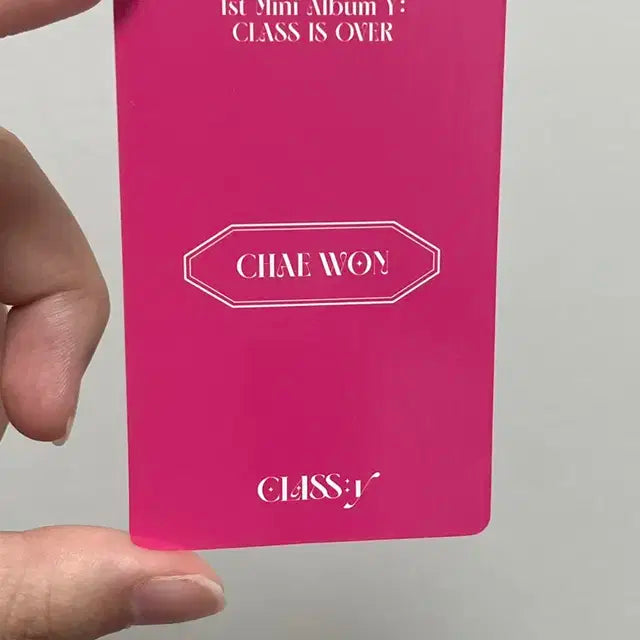 1st Mini Album Y:
CLASS IS OVER
CHAE WON
CLASS:y